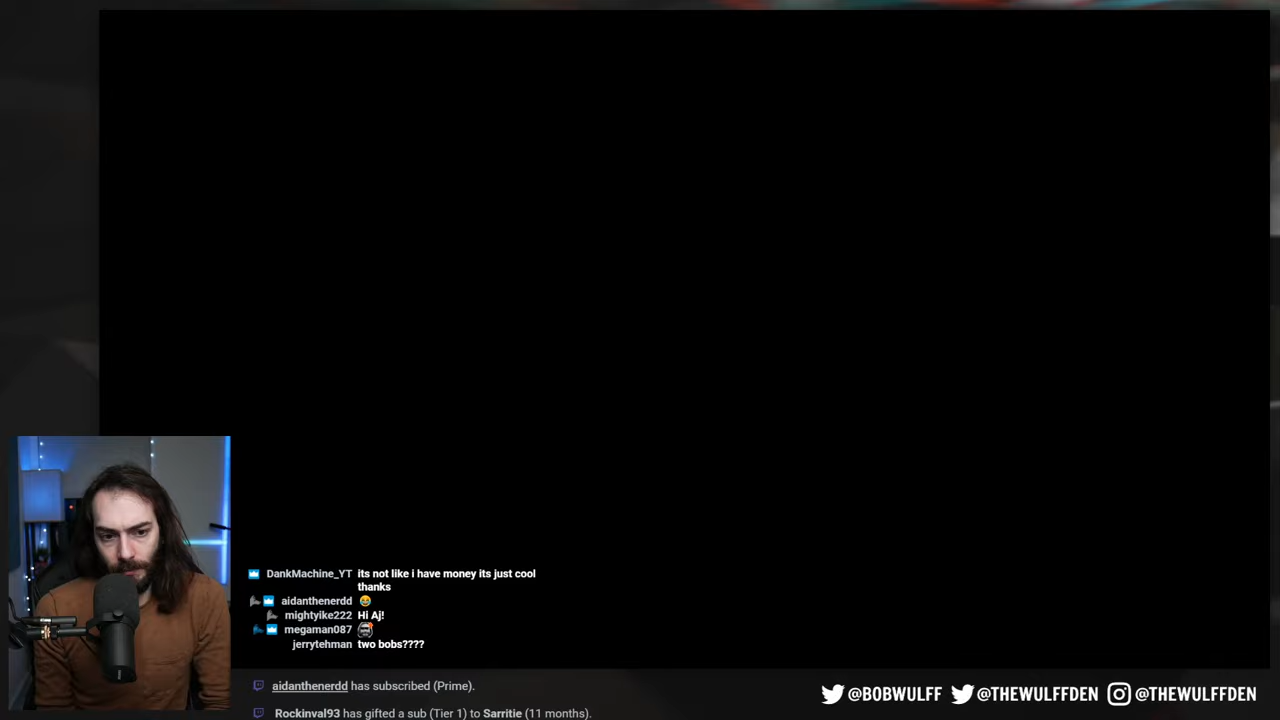 DankMachine_YT its not like i have money its just cool
thanks
aidanthenerdd 😂
mightyike222 Hi Aj!
megaman087
jerrytehman two bobs????
aidanthenerdd has subscribed (Prime).
Rockinval93 has gifted a sub (Tier 1) to Sarritie (11 months).
@BOBWULFF @THEWULFFDEN @THEWULFFDEN